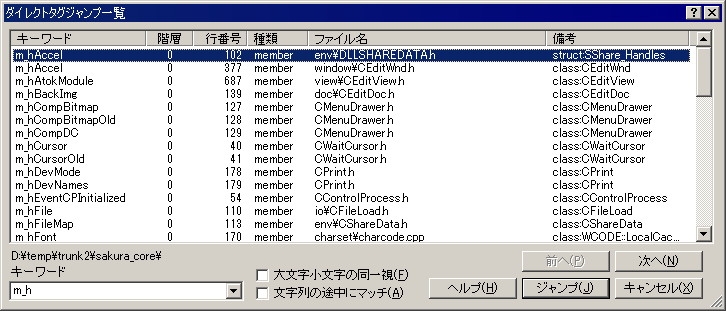 ダイレクトタグジャンプ一覧
キーワード 階層 行番号 種類 ファイル名 備考
m_hAccel 0 102 member env¥DLLSHAREDATA.h struct:SShare_Handles
m_hAccel 0 377 member window¥CEditWnd.h class:CEditWnd
m_hAtokModule 0 687 member view¥CEditView.h class:CEditView
m_hBackImg 0 139 member doc¥CEditDoc.h class:CEditDoc
m_hCompBitmap 0 127 member CMenuDrawer.h class:CMenuDrawer
m_hCompBitmapOld 0 128 member CMenuDrawer.h class:CMenuDrawer
m_hCompDC 0 129 member CMenuDrawer.h class:CMenuDrawer
m_hCursor 0 40 member CWaitCursor.h class:CWaitCursor
m_hCursorOld 0 41 member CWaitCursor.h class:CWaitCursor
m_hDevMode 0 178 member CPrint.h class:CPrint
m_hDevNames 0 179 member CPrint.h class:CPrint
m_hEventCPInitialized 0 54 member CControlProcess.h class:CControlProcess
m_hFile 0 110 member io¥CFileLoad.h class:CFileLoad
m_hFileMap 0 113 member env¥CShareData.h class:CShareData
m_hFont 0 170 member charset¥charcode.cpp class:WCODE::LocalCac...
D:¥temp¥trunk2¥sakura_core¥
キーワード
m_h
大文字小文字の同一視(F)
文字列の途中にマッチ(A)
前へ(P) 次へ(N)
ヘルプ(H) ジャンプ(J) キャンセル(X)